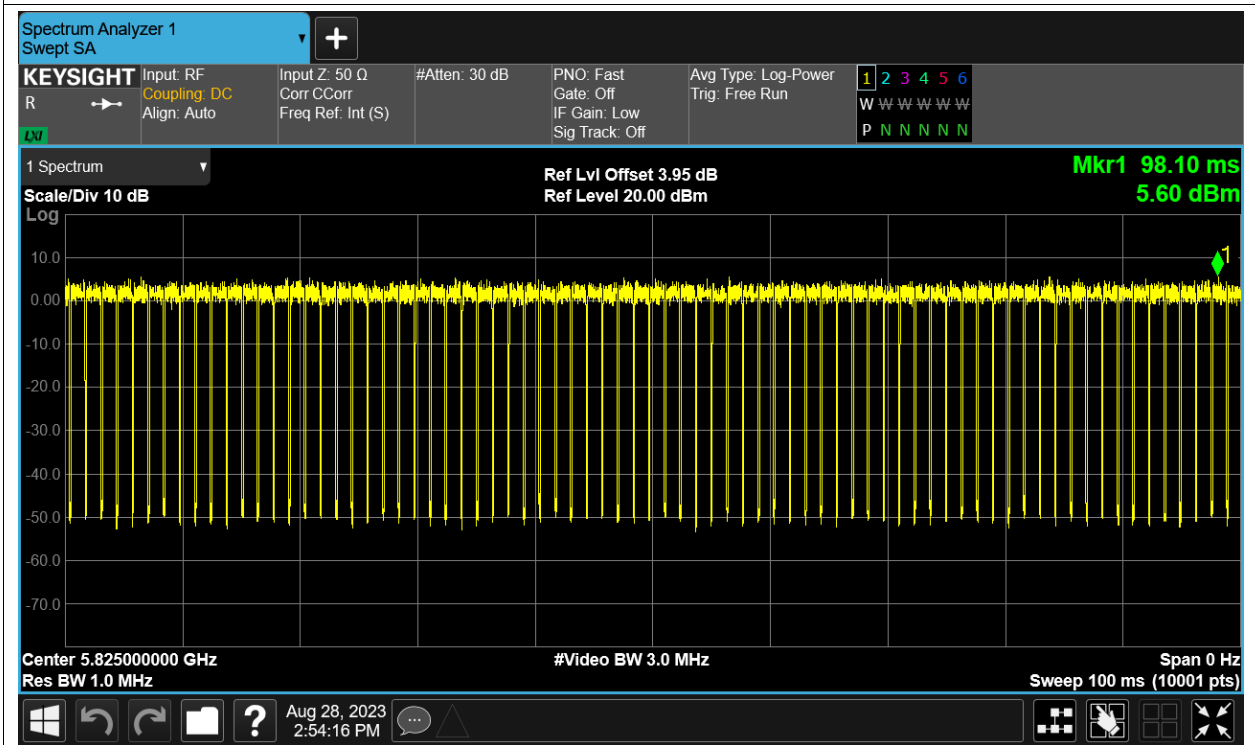 Spectrum Analyzer 1
Swept SA
KEYSIGHT
R
LXI
Input: RF
Coupling: DC
Align: Auto
Input Z: 50 Ω
Corr CCorr
Freq Ref: Int (S)
#Atten: 30 dB
PNO: Fast
Gate: Off
IF Gain: Low
Sig Track: Off
Avg Type: Log-Power
Trig: Free Run
1 2 3 4 5 6
W W W W W W
P N N N N N
1 Spectrum
Scale/Div 10 dB
Log
Ref Lvl Offset 3.95 dB
Ref Level 20.00 dBm
Mkr1 98.10 ms
5.60 dBm
1
10.0
0.00
-10.0
-20.0
-30.0
-40.0
-50.0
-60.0
-70.0
Center 5.825000000 GHz
Res BW 1.0 MHz
#Video BW 3.0 MHz
Span 0 Hz
Sweep 100 ms (10001 pts)
?
Aug 28, 2023
2:54:16 PM